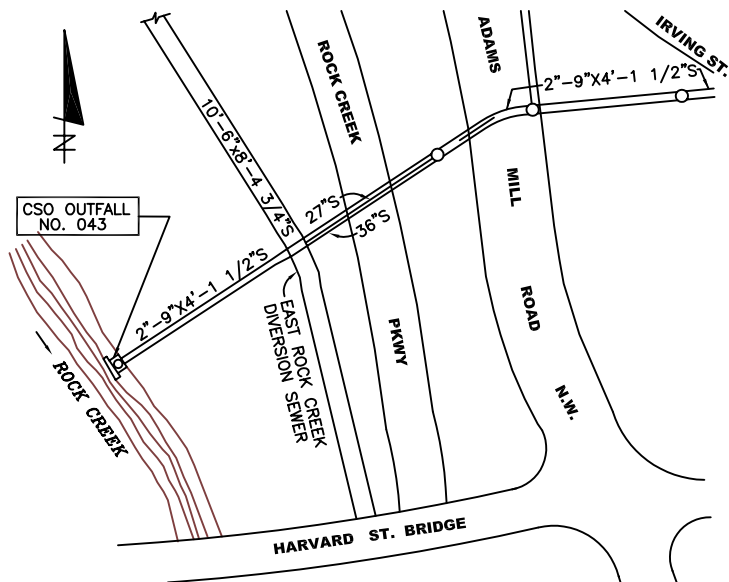 ADAMS
IRVING ST.
ROCK CREEK
2"-9"X4'-1 1/2"S
10'-6"x8'-4 3/4"S
N
MILL
27"S
36"S
CSO OUTFALL
NO. 043
2"-9"X4'-1 1/2"S
EAST ROCK CREEK
DIVERSION SEWER
ROAD
PKWY
ROCK CREEK
N.W.
HARVARD ST. BRIDGE